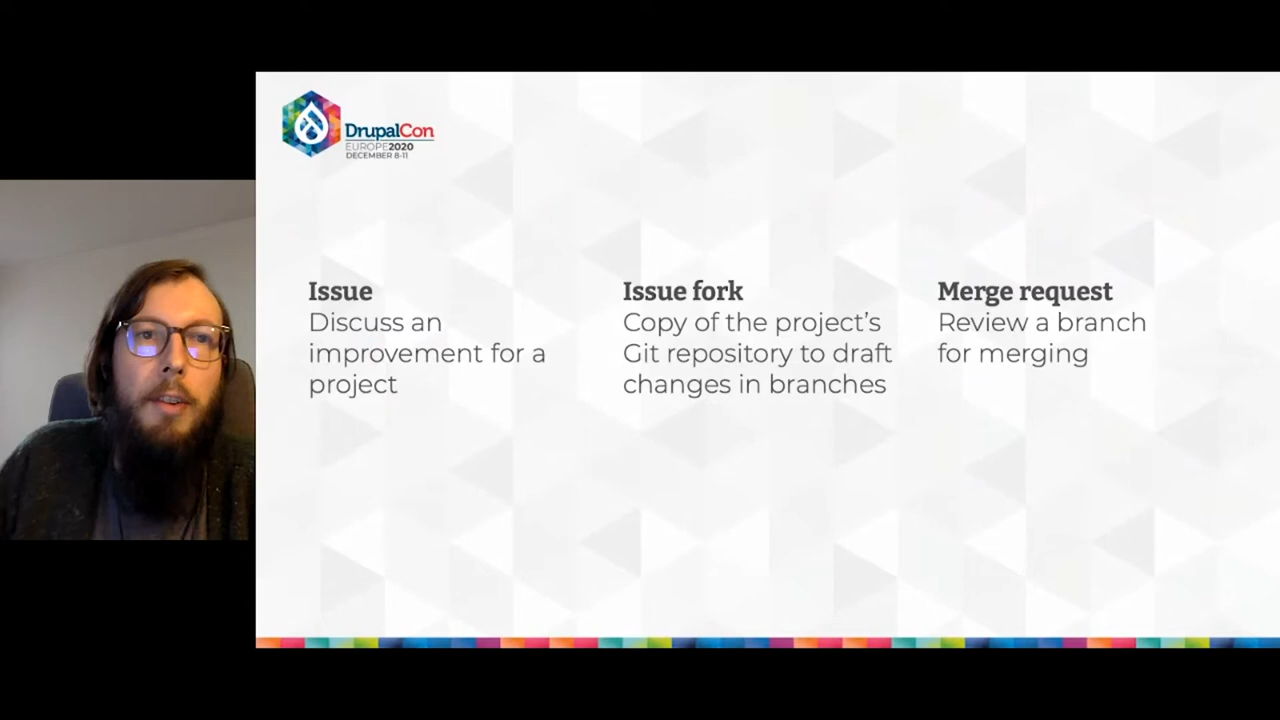 DrupalCon
EUROPE2020
DECEMBER 8-11
Issue
Discuss an
improvement for a
project
Issue fork
Copy of the project's
Git repository to draft
changes in branches
Merge request
Review a branch
for merging